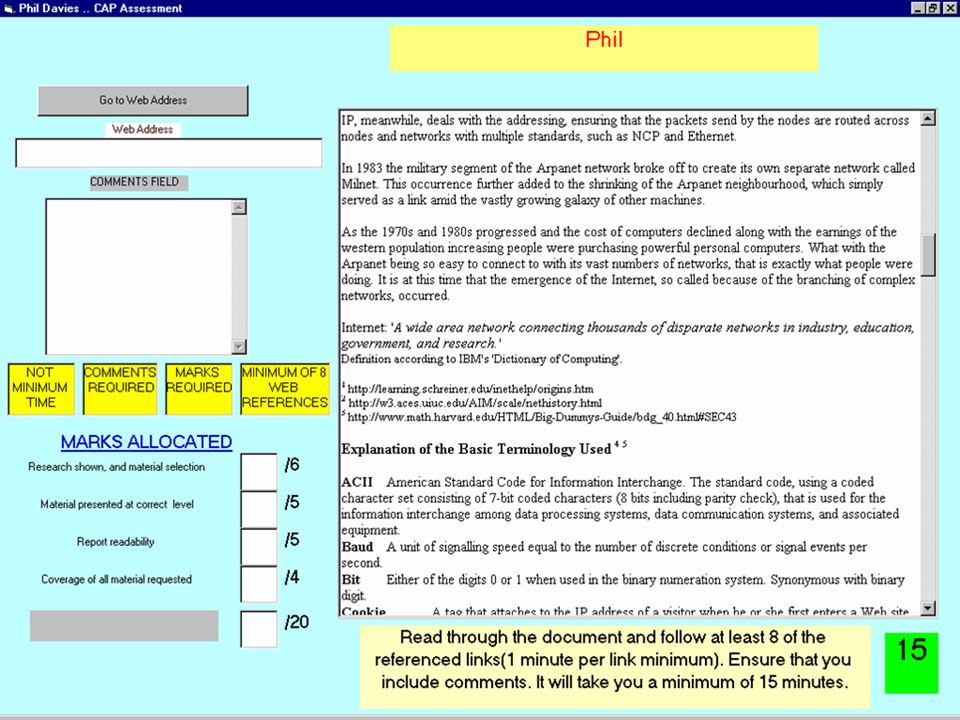 Phil Davies .. CAP Assessment
Phil
Go to Web Address
Web Address
COMMENTS FIELD
NOT
MINIMUM
TIME
COMMENTS
REQUIRED
MARKS
REQUIRED
MINIMUM OF 8
WEB
REFERENCES
MARKS ALLOCATED
Research shown, and material selection
/6
Material presented at correct level
/5
Report readability
/5
Coverage of all material requested
/4
/20
IP, meanwhile, deals with the addressing, ensuring that the packets send by the nodes are routed across
nodes and networks with multiple standards, such as NCP and Ethernet.
In 1983 the military segment of the Arpanet network broke off to create its own separate network called
Milnet. This occurrence further added to the shrinking of the Arpanet neighbourhood, which simply
served as a link amid the vastly growing galaxy of other machines.
As the 1970s and 1980s progressed and the cost of computers declined along with the earnings of the
western population increasing people were purchasing powerful personal computers. What with the
Arpanet being so easy to connect to with its vast numbers of networks, that is exactly what people were
doing. It is at this time that the emergence of the Internet, so called because of the branching of complex
networks, occurred.
Internet: 'A wide area network connecting thousands of disparate networks in industry, education,
government, and research.'
Definition according to IBM's 'Dictionary of Computing'.
1 http://learning.schreiner.edu/inethelp/origins.htm
2 http://w3.aces.uiuc.edu/AIM/scale/nethistory.html
3 http://www.math.harvard.edu/HTML/Big-Dummys-Guide/bdg_40.html#SEC43
Explanation of the Basic Terminology Used 4 5
ACII American Standard Code for Information Interchange. The standard code, using a coded
character set consisting of 7-bit coded characters (8 bits including parity check), that is used for the
information interchange among data processing systems, data communication systems, and associated
equipment.
Baud A unit of signalling speed equal to the number of discrete conditions or signal events per
second.
Bit Either of the digits 0 or 1 when used in the binary numeration system. Synonymous with binary
digit.
Cookie A tag that attaches to the IP address of a visitor when he or she first enters a Web site
Read through the document and follow at least 8 of the
referenced links(1 minute per link minimum). Ensure that you
include comments. It will take you a minimum of 15 minutes.
15